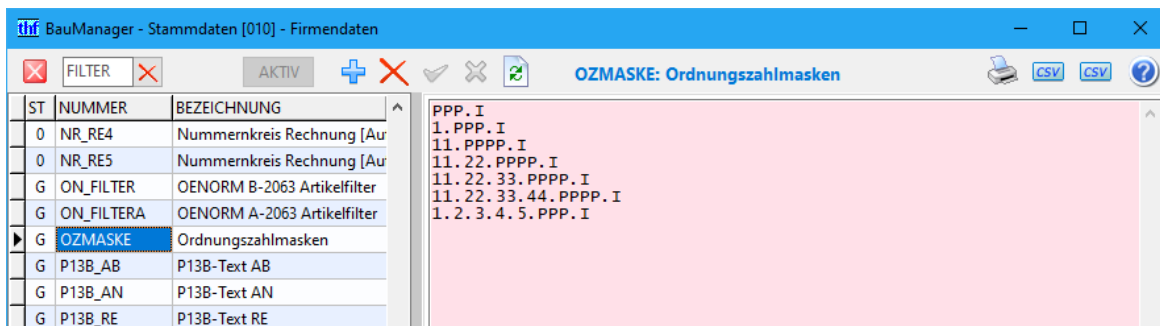 thf BauManager - Stammdaten [010] - Firmendaten
FILTER AKTIV OZMASKE: Ordnungszahlmasken CSV CSV ?
ST NUMMER BEZEICHNUNG
0 NR_RE4 Nummernkreis Rechnung [Au
0 NR_RE5 Nummernkreis Rechnung [Au
G ON_FILTER OENORM B-2063 Artikelfilter
G ON_FILTERA OENORM A-2063 Artikelfilter
G OZMASKE Ordnungszahlmasken
G P13B_AB P13B-Text AB
G P13B_AN P13B-Text AN
G P13B_RE P13B-Text RE
PPP.I
1.PPP.I
11.PPPP.I
11.22.PPPP.I
11.22.33.PPPP.I
11.22.33.44.PPPP.I
1.2.3.4.5.PPP.I